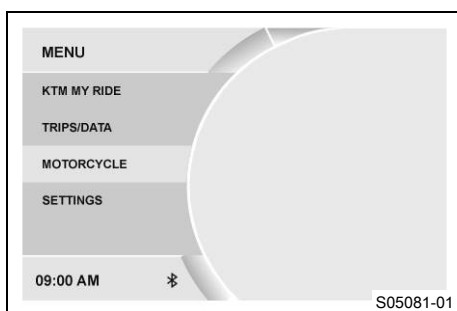 MENU
KTM MY RIDE
TRIPS/DATA
MOTORCYCLE
SETTINGS
09:00 AM
S05081-01